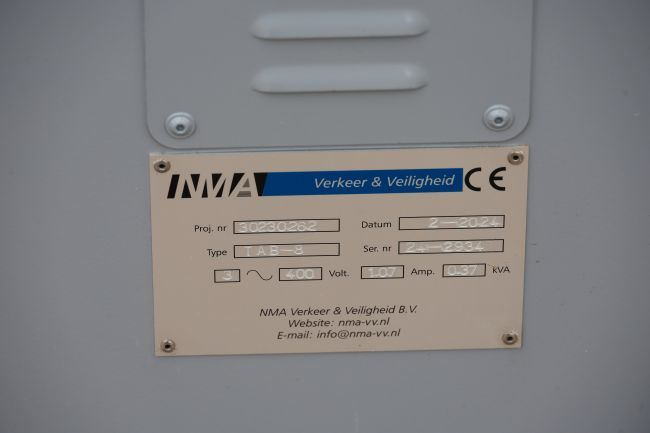 NMA Verkeer & Veiligheid CE
Proj. nr 30230262 Datum 2-2024
Type TAB-8 Ser. nr 24-2934
3 ~ 400 Volt. 1.07 Amp. 0.37 kVA
NMA Verkeer & Veiligheid B.V.
Website: nma-vv.nl
E-mail: info@nma-vv.nl